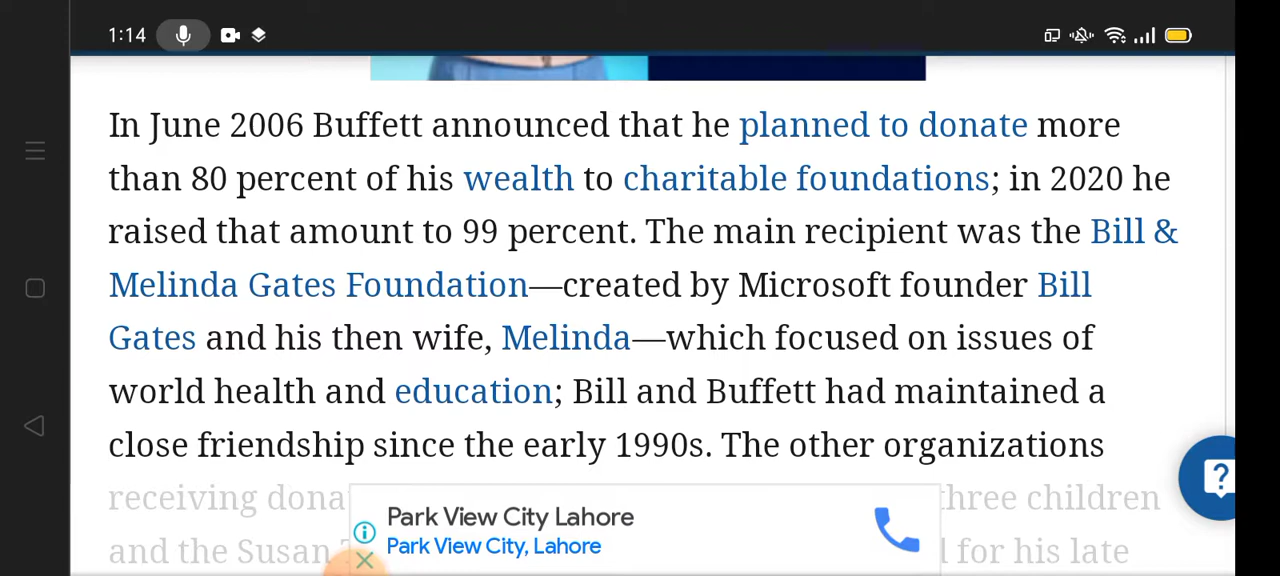 1:14
In June 2006 Buffett announced that he planned to donate more
than 80 percent of his wealth to charitable foundations; in 2020 he
raised that amount to 99 percent. The main recipient was the Bill &
Melinda Gates Foundation—created by Microsoft founder Bill
Gates and his then wife, Melinda—which focused on issues of
world health and education; Bill and Buffett had maintained a
close friendship since the early 1990s. The other organizations
receiving three children
and the Susan for his late
Park View City Lahore
Park View City, Lahore